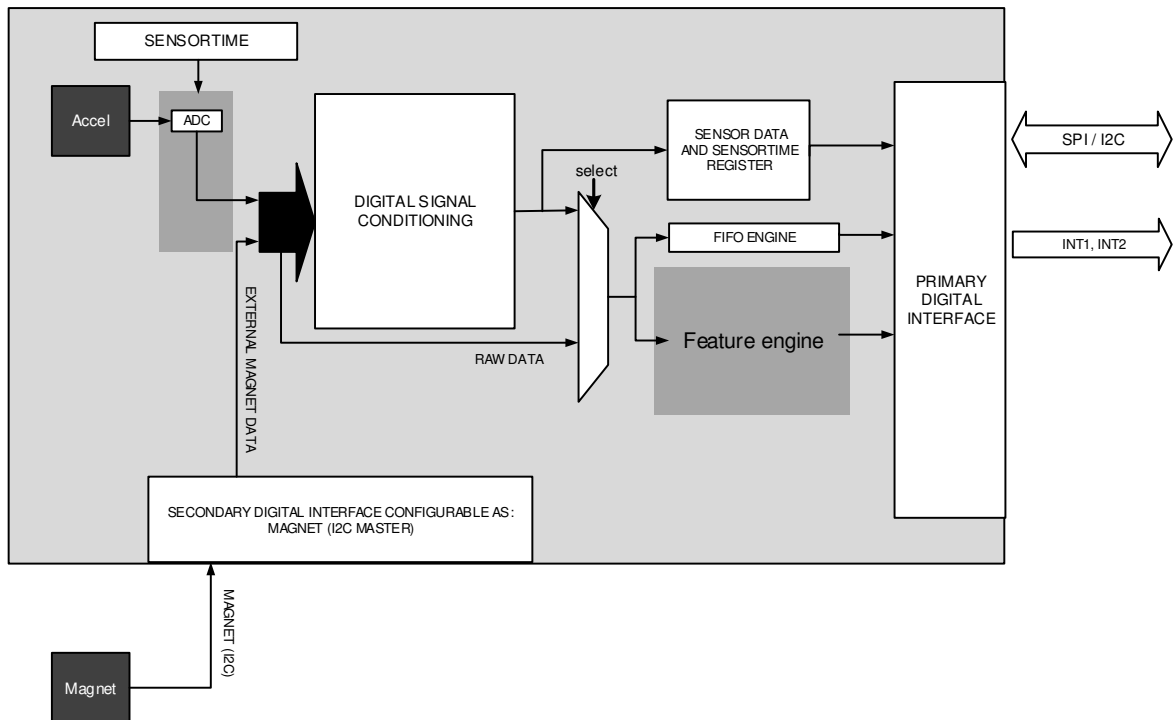 SENSORTIME
Accel
ADC
DIGITAL SIGNAL
CONDITIONING
SENSOR DATA
AND SENSORTIME
REGISTER
select
FIFO ENGINE
Feature engine
RAW DATA
PRIMARY
DIGITAL
INTERFACE
SPI / I2C
INT1, INT2
EXTERNAL MAGNET DATA
SECONDARY DIGITAL INTERFACE CONFIGURABLE AS:
MAGNET (I2C MASTER)
MAGNET (I2C)
Magnet